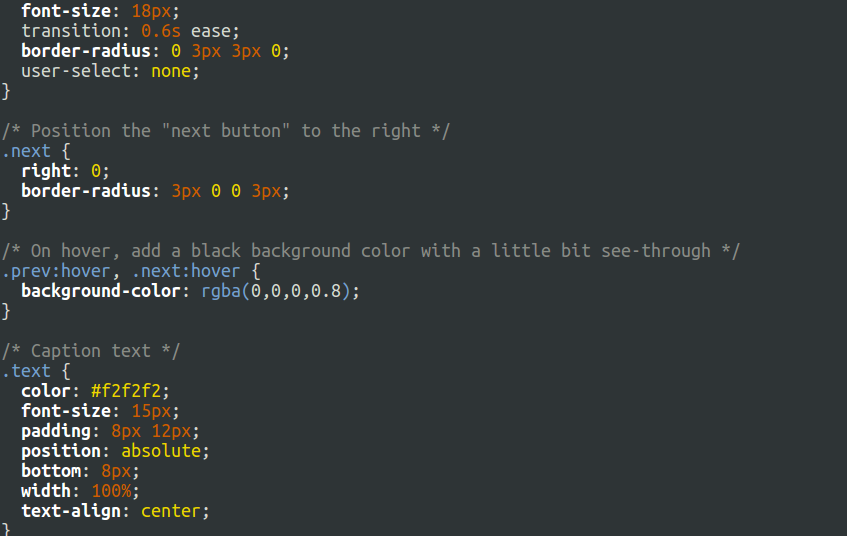 font-size: 18px;
  transition: 0.6s ease;
  border-radius: 0 3px 3px 0;
  user-select: none;
}

/* Position the "next button" to the right */
.next {
  right: 0;
  border-radius: 3px 0 0 3px;
}

/* On hover, add a black background color with a little bit see-through */
.prev:hover, .next:hover {
  background-color: rgba(0,0,0,0.8);
}

/* Caption text */
.text {
  color: #f2f2f2;
  font-size: 15px;
  padding: 8px 12px;
  position: absolute;
  bottom: 8px;
  width: 100%;
  text-align: center;
}